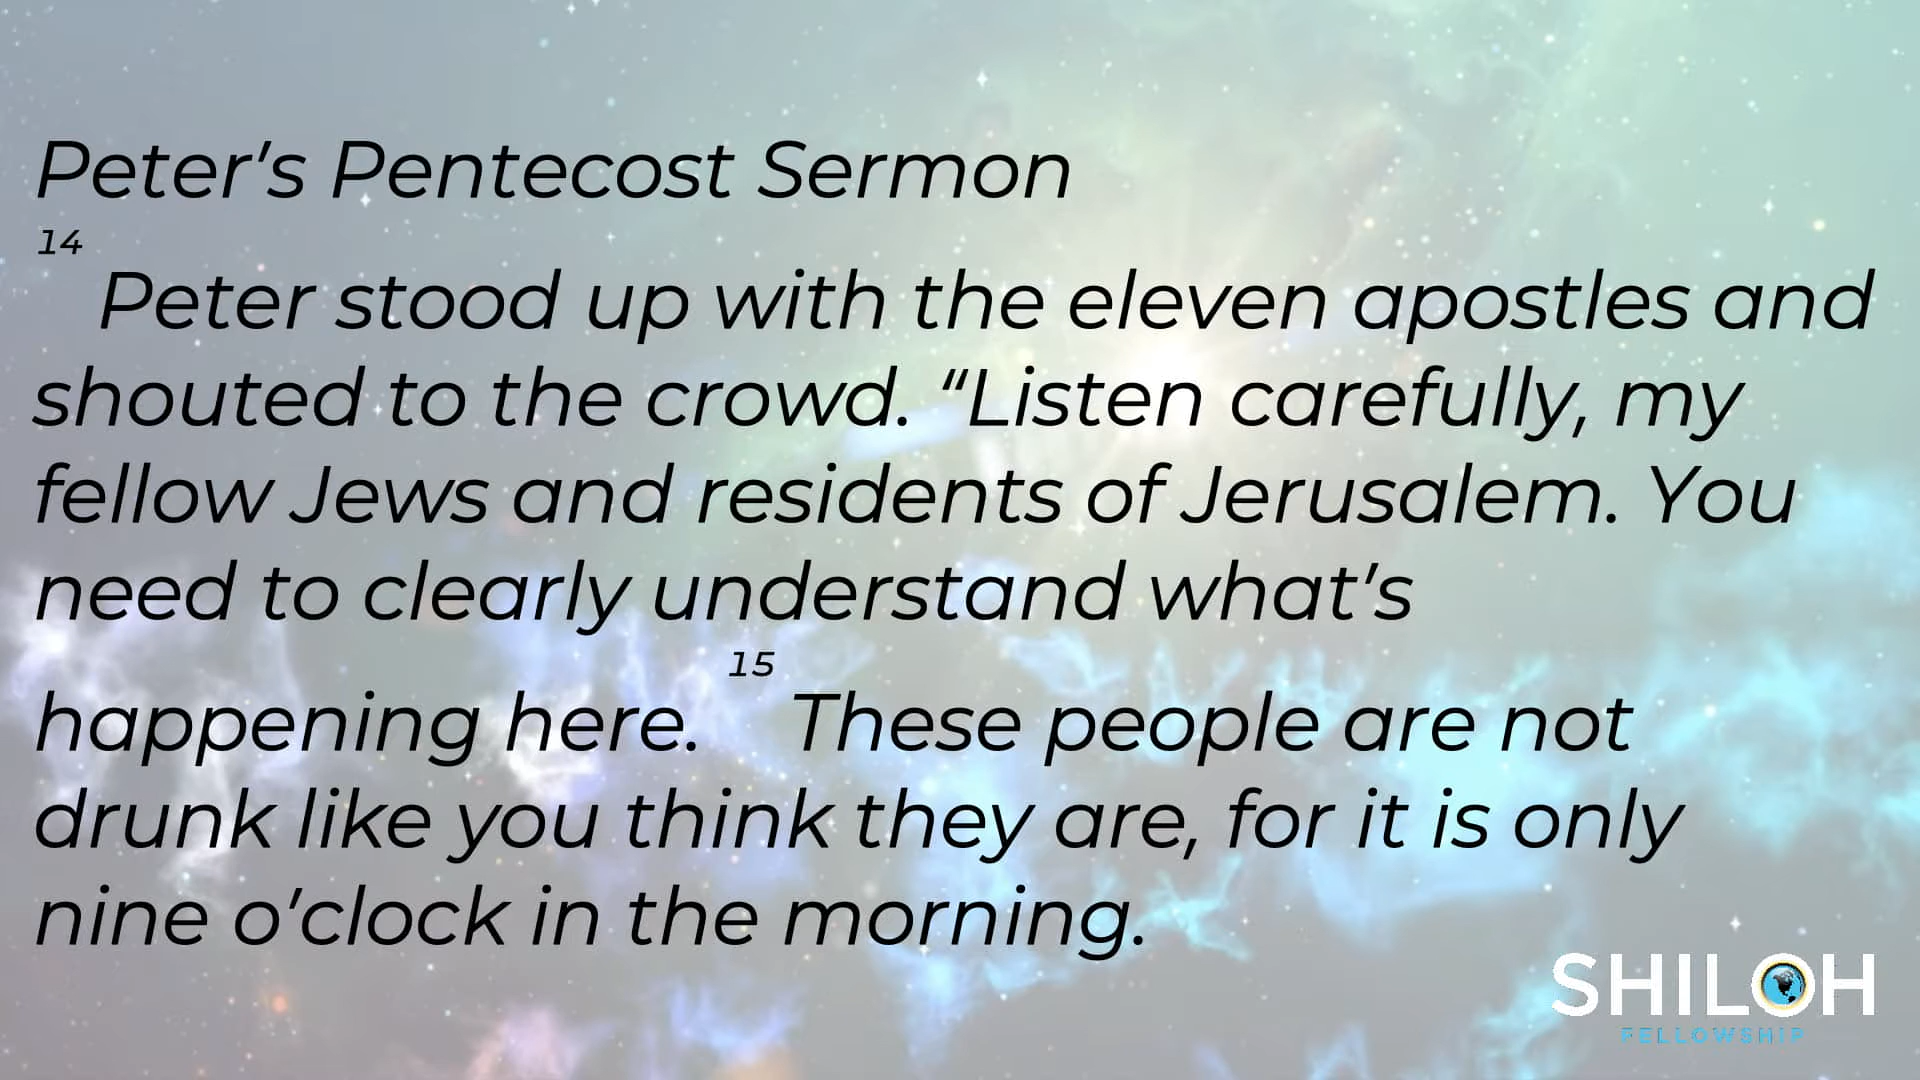 Peter's Pentecost Sermon
14
Peter stood up with the eleven apostles and
shouted to the crowd. “Listen carefully, my
fellow Jews and residents of Jerusalem. You
need to clearly understand what's
happening here. 15 These people are not
drunk like you think they are, for it is only
nine o'clock in the morning.
SHILOH
FELLOWSHIP